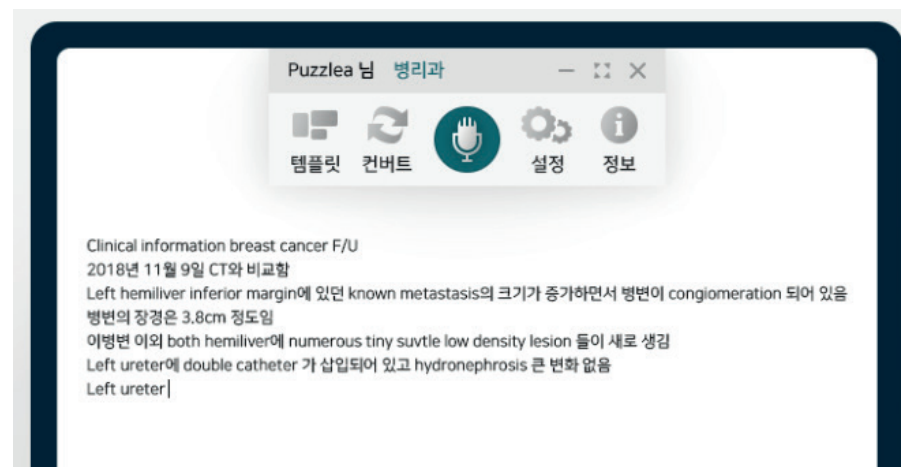 Puzzlea 님 병리과
템플릿 컨버트 설정 정보
Clinical information breast cancer F/U
2018년 11월 9일 CT와 비교함
Left hemiliver inferior margin에 있던 known metastasis의 크기가 증가하면서 병변이 congiomeration 되어 있음
병변의 장경은 3.8cm 정도임
이병변 이외 both hemiliver에 numerous tiny suvtle low density lesion 들이 새로 생김
Left ureter에 double catheter 가 삽입되어 있고 hydronephrosis 큰 변화 없음
Left ureter